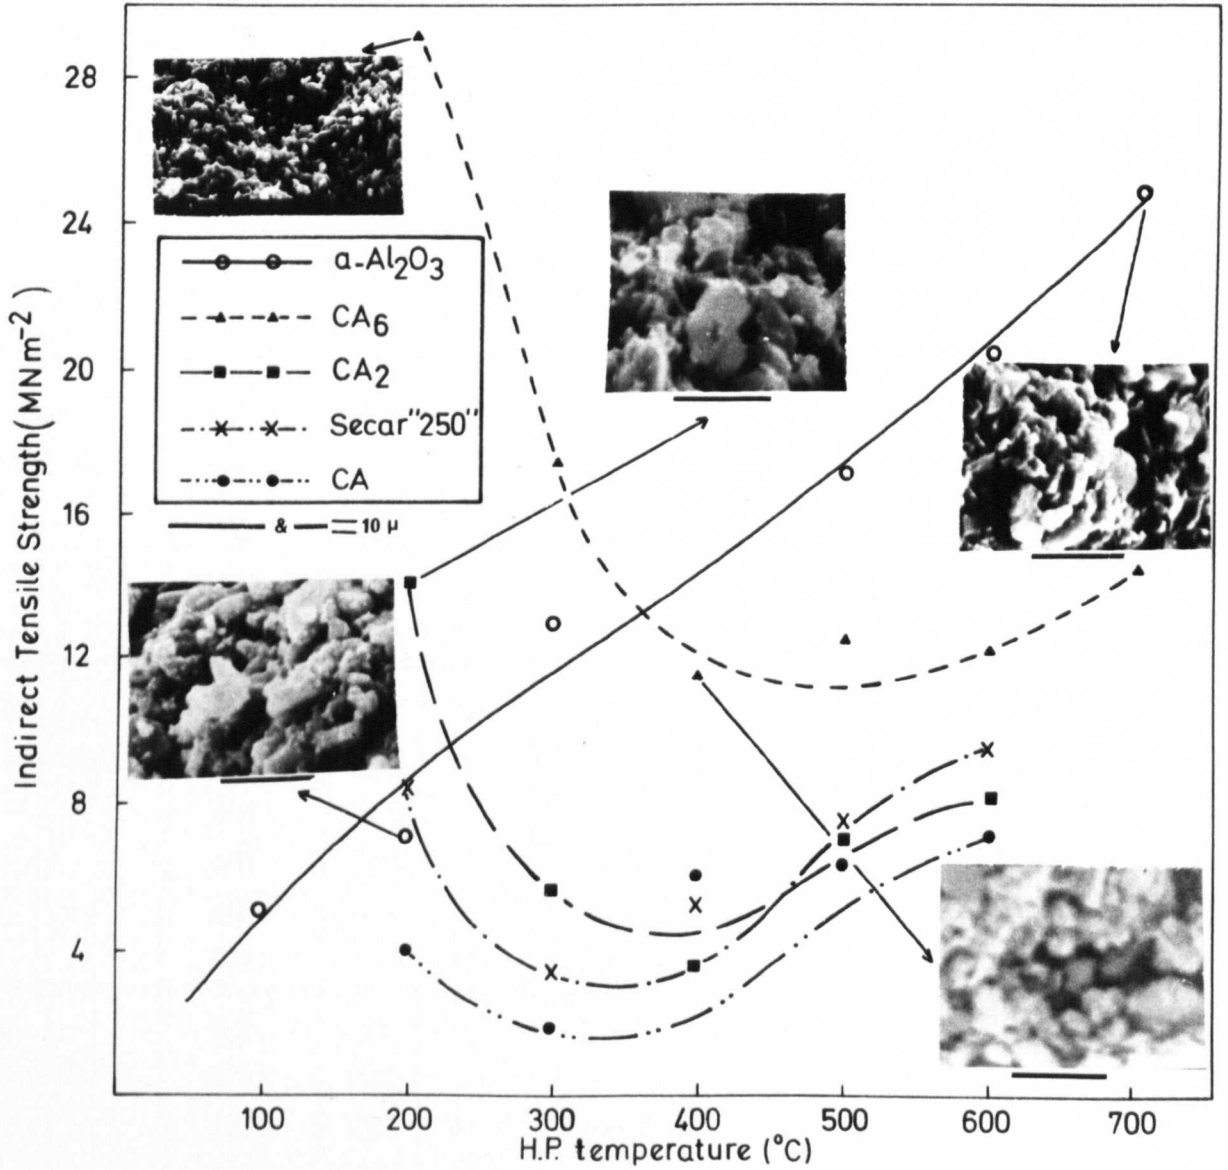 28
24
20
16
12
8
4
Indirect Tensile Strength(MNm⁻²)
α-Al₂O₃
CA₆
CA₂
Secar"250"
CA
& = 10 μ
100 200 300 400 500 600 700
H.P. temperature (°C)